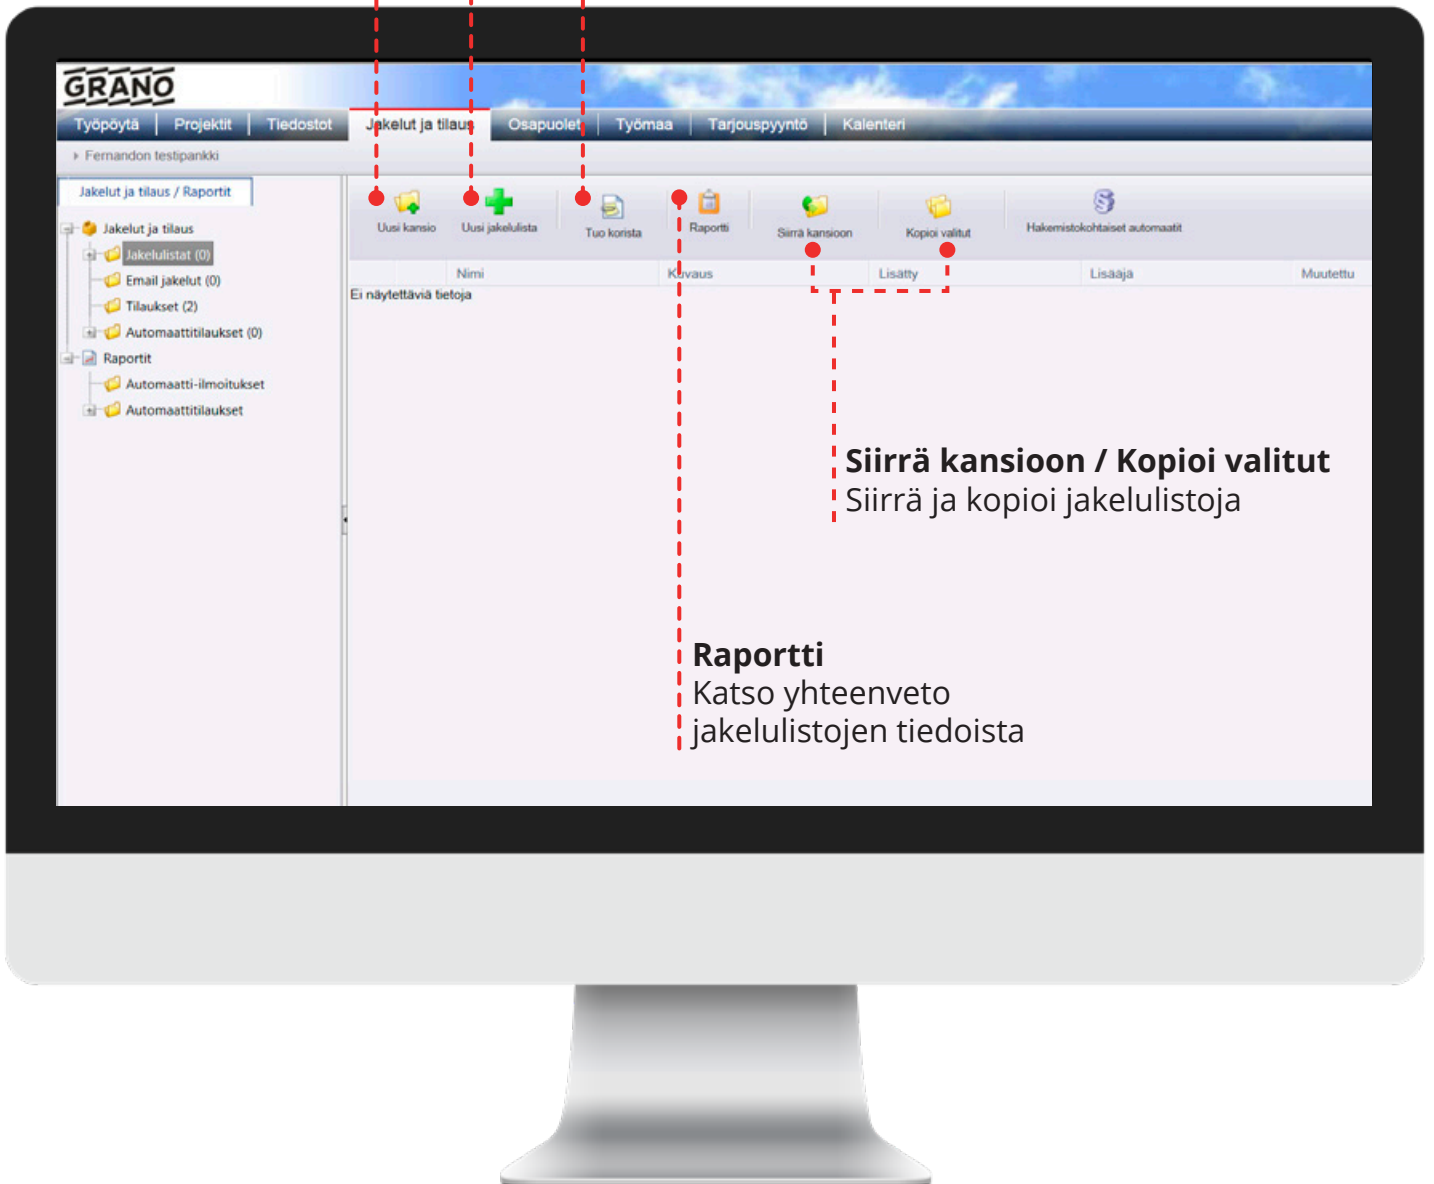 GRANO
Työpöytä | Projektit | Tiedostot Jakelut ja tilaus Osapuolet | Työmaa | Tarjouspyyntö | Kalenteri
Fernandon testipankki
Jakelut ja tilaus / Raportit
Jakelut ja tilaus
Jakelulistat (0)
Email jakelut (0)
Tilaukset (2)
Automaattitilaukset (0)
Raportit
Automaatti-ilmoitukset
Automaattitilaukset
Uusi kansio Uusi jakelulista Tuo korista Raportti Siirrä kansioon Kopioi valitut Hakemistokohtaiset automaatit
Nimi Kuvaus Lisätty Lisääjä Muutettu
Ei näytettäviä tietoja
Siirrä kansioon / Kopioi valitut
Siirrä ja kopioi jakelulistoja
Raportti
Katso yhteenveto
jakelulistojen tiedoista